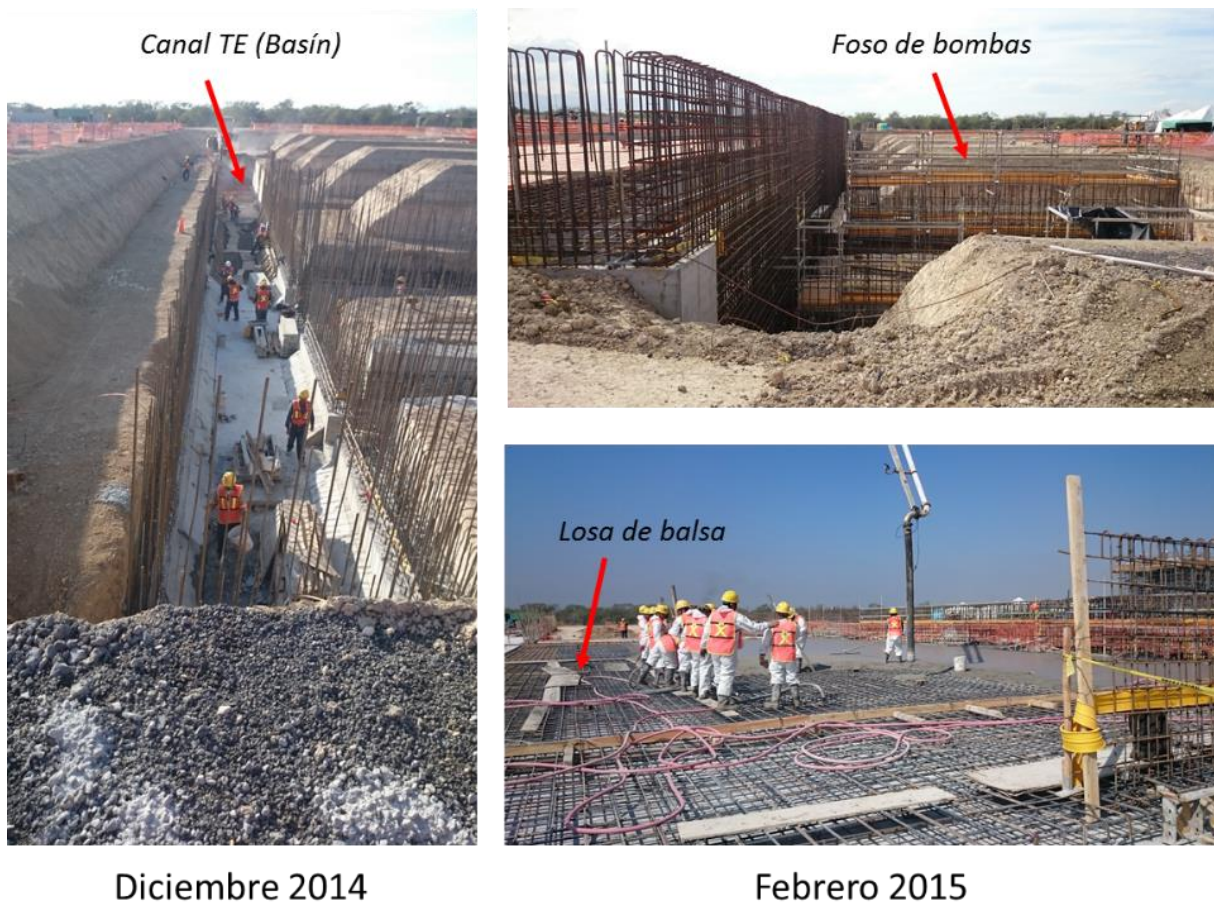 Canal TE (Basín)
Foso de bombas
Losa de balsa
Diciembre 2014
Febrero 2015